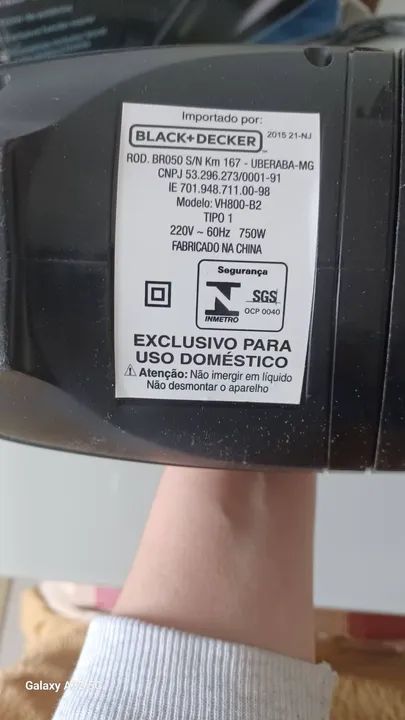 Importado por:
BLACK+DECKER™ 2015 21-NJ
ROD. BR050 S/N Km 167 - UBERABA-MG
CNPJ 53.296.273/0001-91
IE 701.948.711.00-98
Modelo: VH800-B2
TIPO 1
220V ~ 60Hz 750W
FABRICADO NA CHINA
Segurança
SGS
OCP 0040
INMETRO
EXCLUSIVO PARA
USO DOMÉSTICO
Atenção: Não imergir em líquido
Não desmontar o aparelho
Galaxy